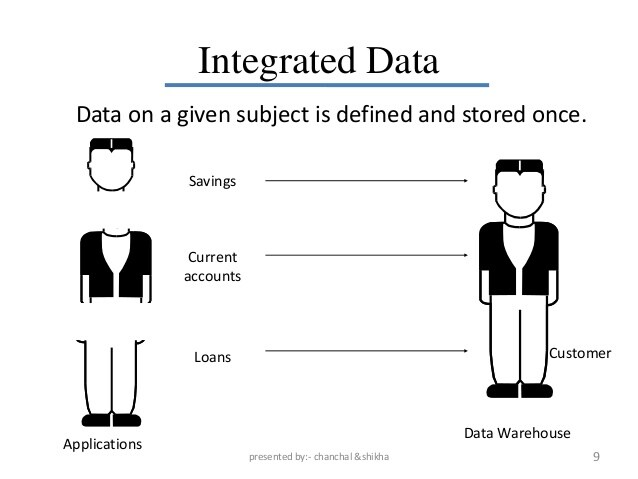 Integrated Data
Data on a given subject is defined and stored once.
Savings
Current
accounts
Loans
Customer
Applications
Data Warehouse
presented by:- chanchal &shikha
9